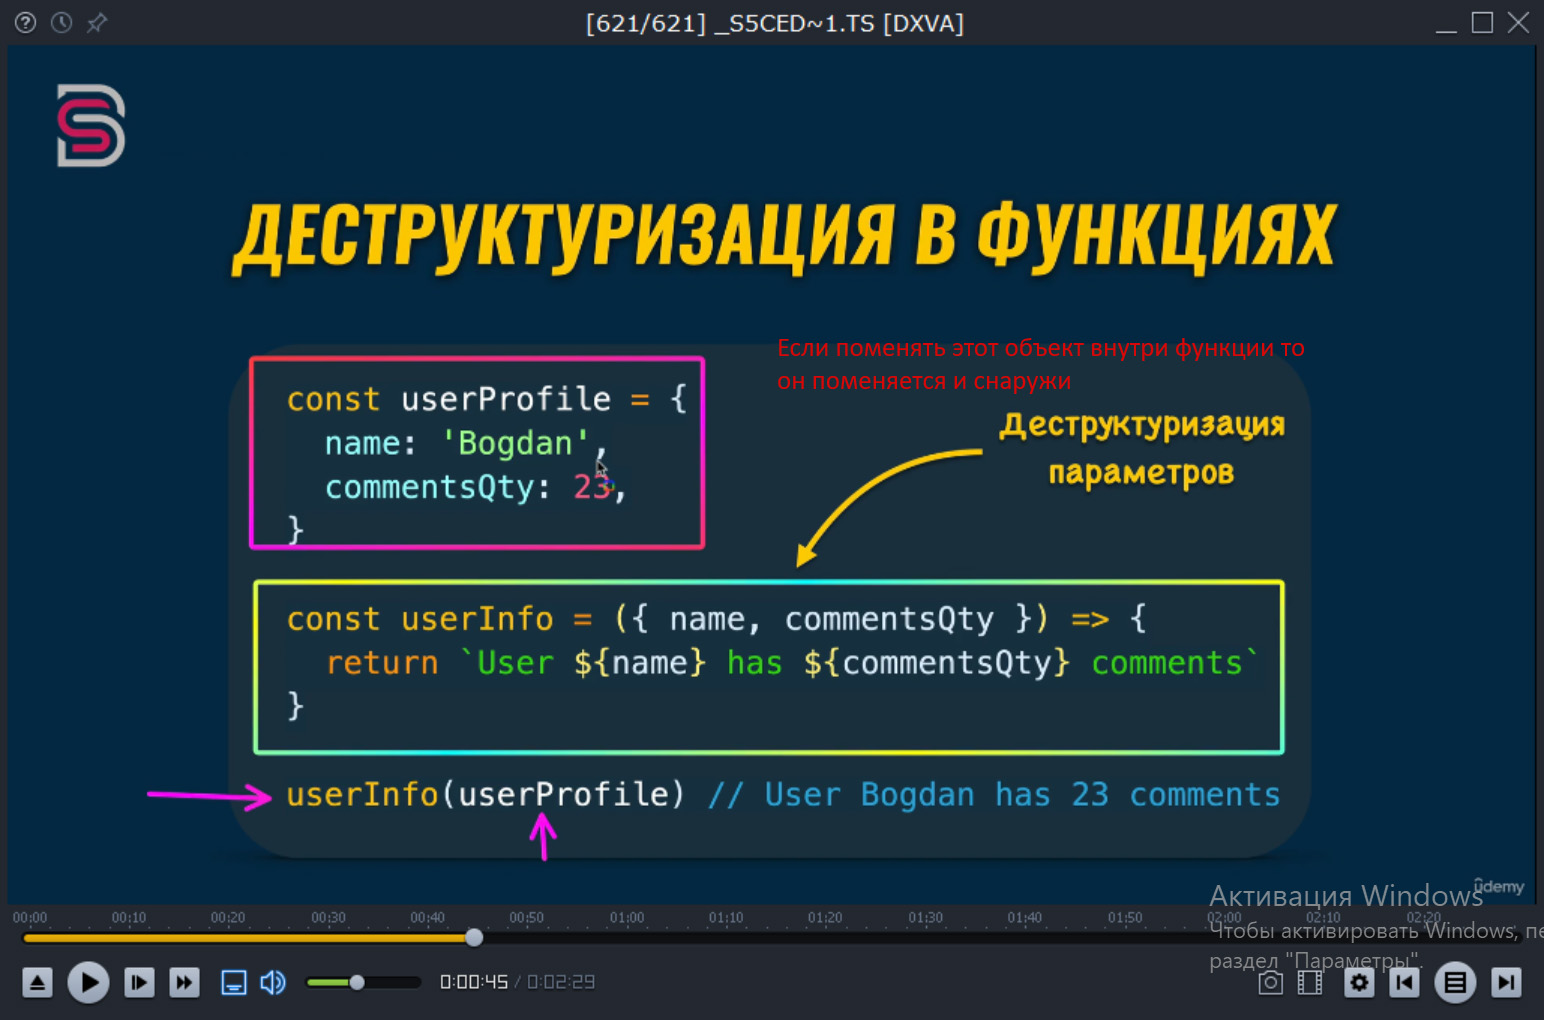 [621/621] _S5CED~1.TS [DXVA]
ДЕСТРУКТУРИЗАЦИЯ В ФУНКЦИЯХ
Если поменять этот объект внутри функции то
он поменяется и снаружи
const userProfile = {
name: 'Bogdan',
commentsQty: 23,
}
Деструктуризация
параметров
const userInfo = ({ name, commentsQty }) => {
return `User ${name} has ${commentsQty} comments`
}
userInfo(userProfile) // User Bogdan has 23 comments
ûdemy
Активация Windows
Чтобы активировать Windows, пе
раздел "Параметры".
00:00 00:10 00:20 00:30 00:40 00:50 01:00 01:10 01:20 01:30 01:40 01:50 02:00 02:10 02:20
0:00:45 / 0:02:29